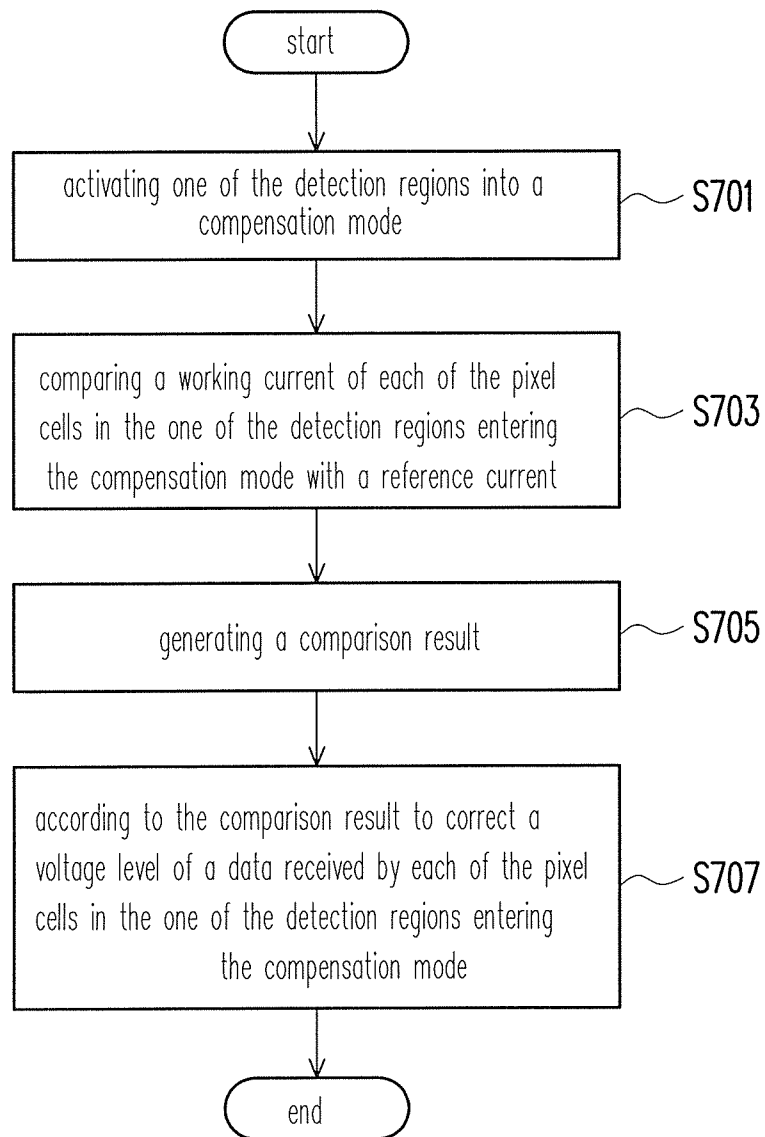 start
activating one of the detection regions into a
compensation mode
S701
comparing a working current of each of the pixel
cells in the one of the detection regions entering
the compensation mode with a reference current
S703
generating a comparison result
S705
according to the comparison result to correct a
voltage level of a data received by each of the pixel
cells in the one of the detection regions entering
the compensation mode
S707
end